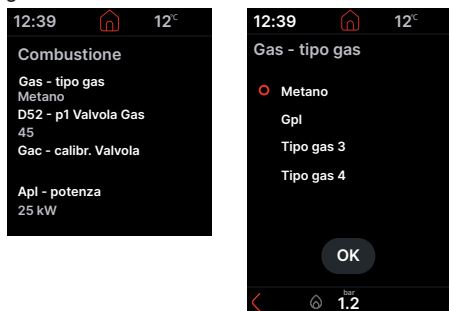 12:39 12°C
Combustione
Gas - tipo gas
Metano
D52 - p1 Valvola Gas
45
Gac - calibr. Valvola
Apl - potenza
25 kW
12:39 12°C
Gas - tipo gas
Metano
Gpl
Tipo gas 3
Tipo gas 4
OK
bar
1.2